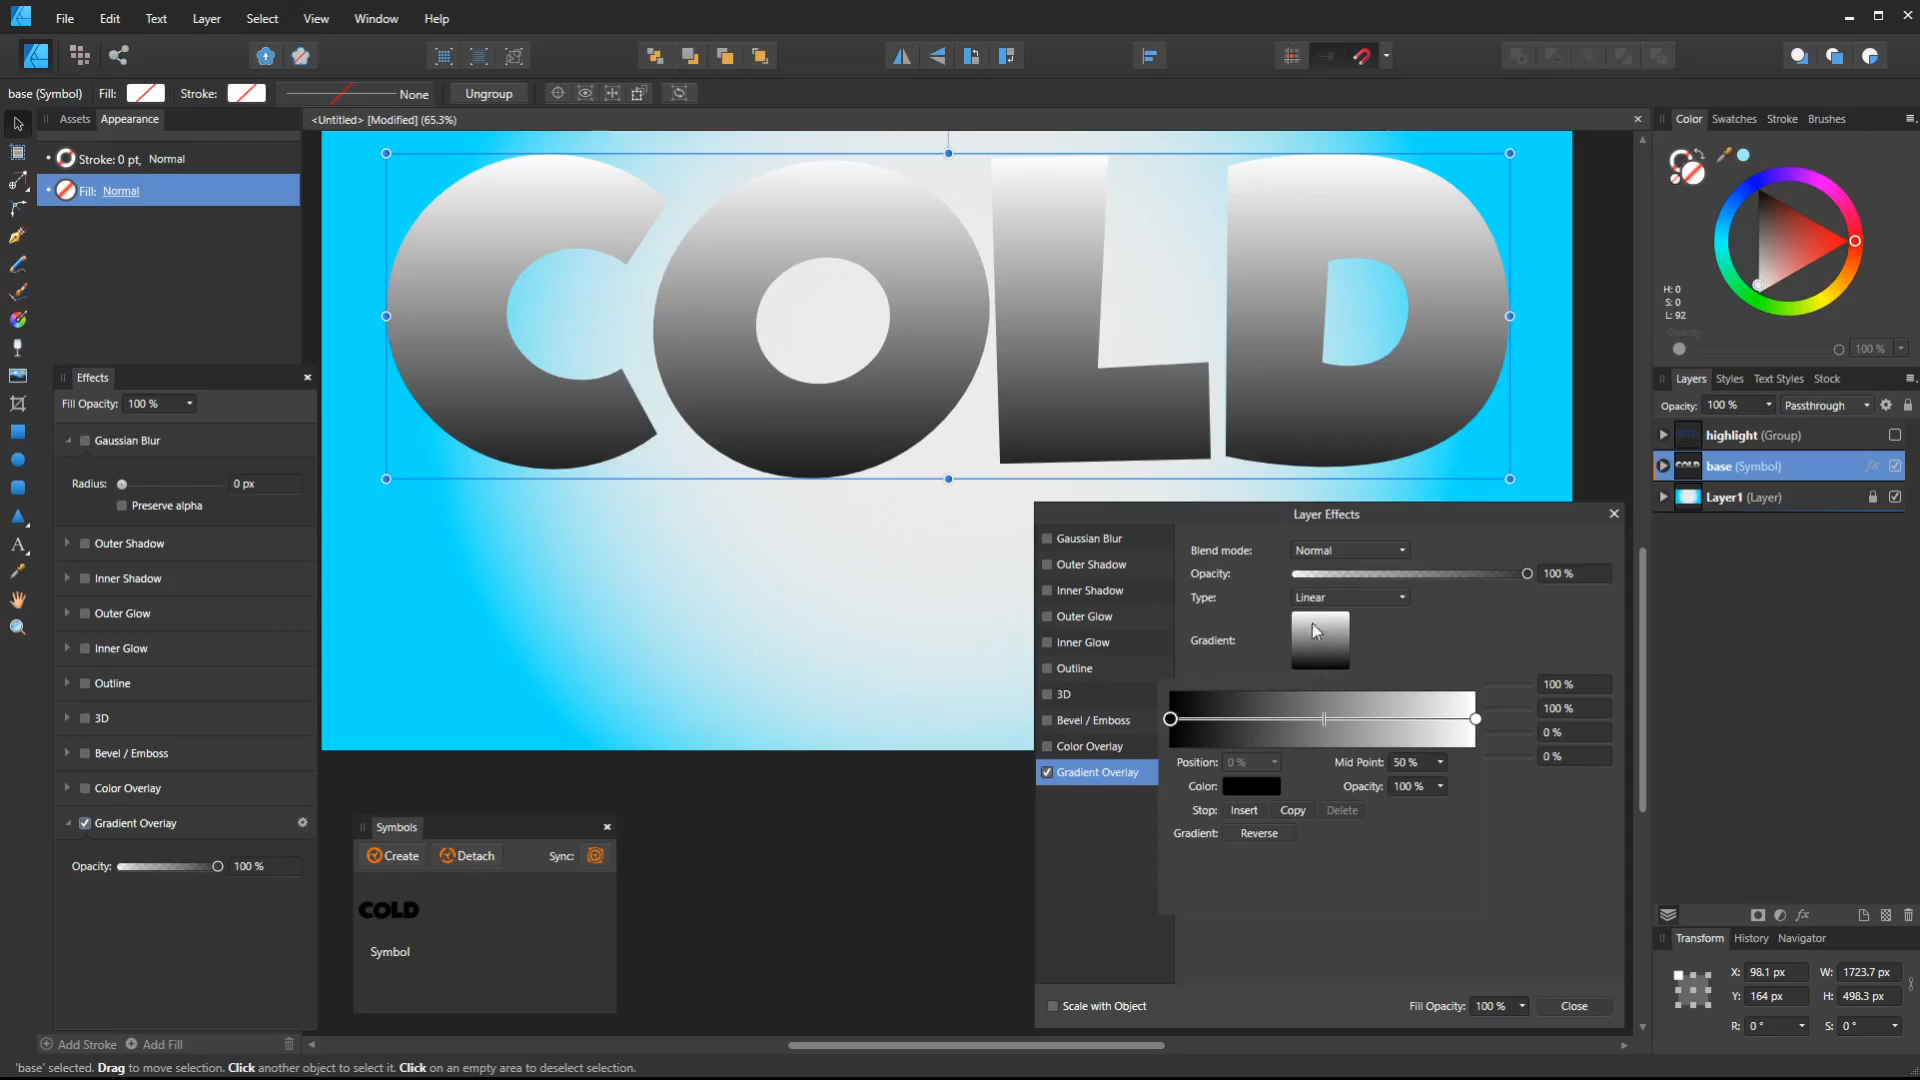 File Edit Text Layer Select View Window Help
base (Symbol) Fill: Stroke: None Ungroup
Assets Appearance
<Untitled> [Modified] (65.3%)
Stroke: 0 pt, Normal
Fill: Normal
COLD
Effects
Fill Opacity: 100 %
Gaussian Blur
Radius: 0 px
Preserve alpha
Outer Shadow
Inner Shadow
Outer Glow
Inner Glow
Outline
3D
Bevel / Emboss
Color Overlay
Gradient Overlay
Opacity: 100 %
Add Stroke Add Fill
Symbols
Create Detach Sync:
COLD
Symbol
Layer Effects
Gaussian Blur
Outer Shadow
Inner Shadow
Outer Glow
Inner Glow
Outline
3D
Bevel / Emboss
Color Overlay
Gradient Overlay
Blend mode: Normal
Opacity: 100 %
Type: Linear
Gradient:
100 %
100 %
0 %
0 %
Position: 0 % Mid Point: 50 %
Color: Opacity: 100 %
Stop: Insert Copy Delete
Gradient: Reverse
Scale with Object Fill Opacity: 100 % Close
Color Swatches Stroke Brushes
H: 0
S: 0
L: 92
Opacity
100 %
Layers Styles Text Styles Stock
Opacity: 100 % Passthrough
highlight (Group)
COLD base (Symbol) fx
Layer1 (Layer)
fx
Transform History Navigator
X: 98.1 px W: 1723.7 px
Y: 164 px H: 498.3 px
R: 0 ° S: 0 °
'base' selected. Drag to move selection. Click another object to select it. Click on an empty area to deselect selection.